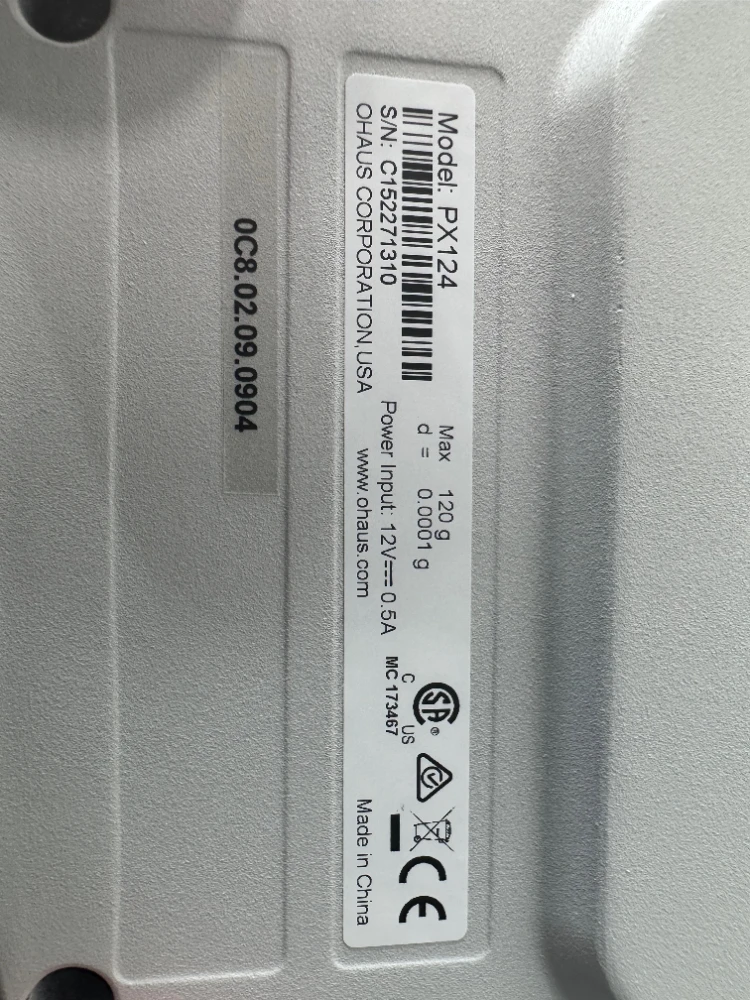 Model: PX124
S/N: C152271310
OHAUS CORPORATION, USA
Max 120 g
d = 0.0001 g
Power Input: 12V⎓ 0.5A
www.ohaus.com
SA®
C US
MC 173467
CE
Made in China
0C8.02.09.0904